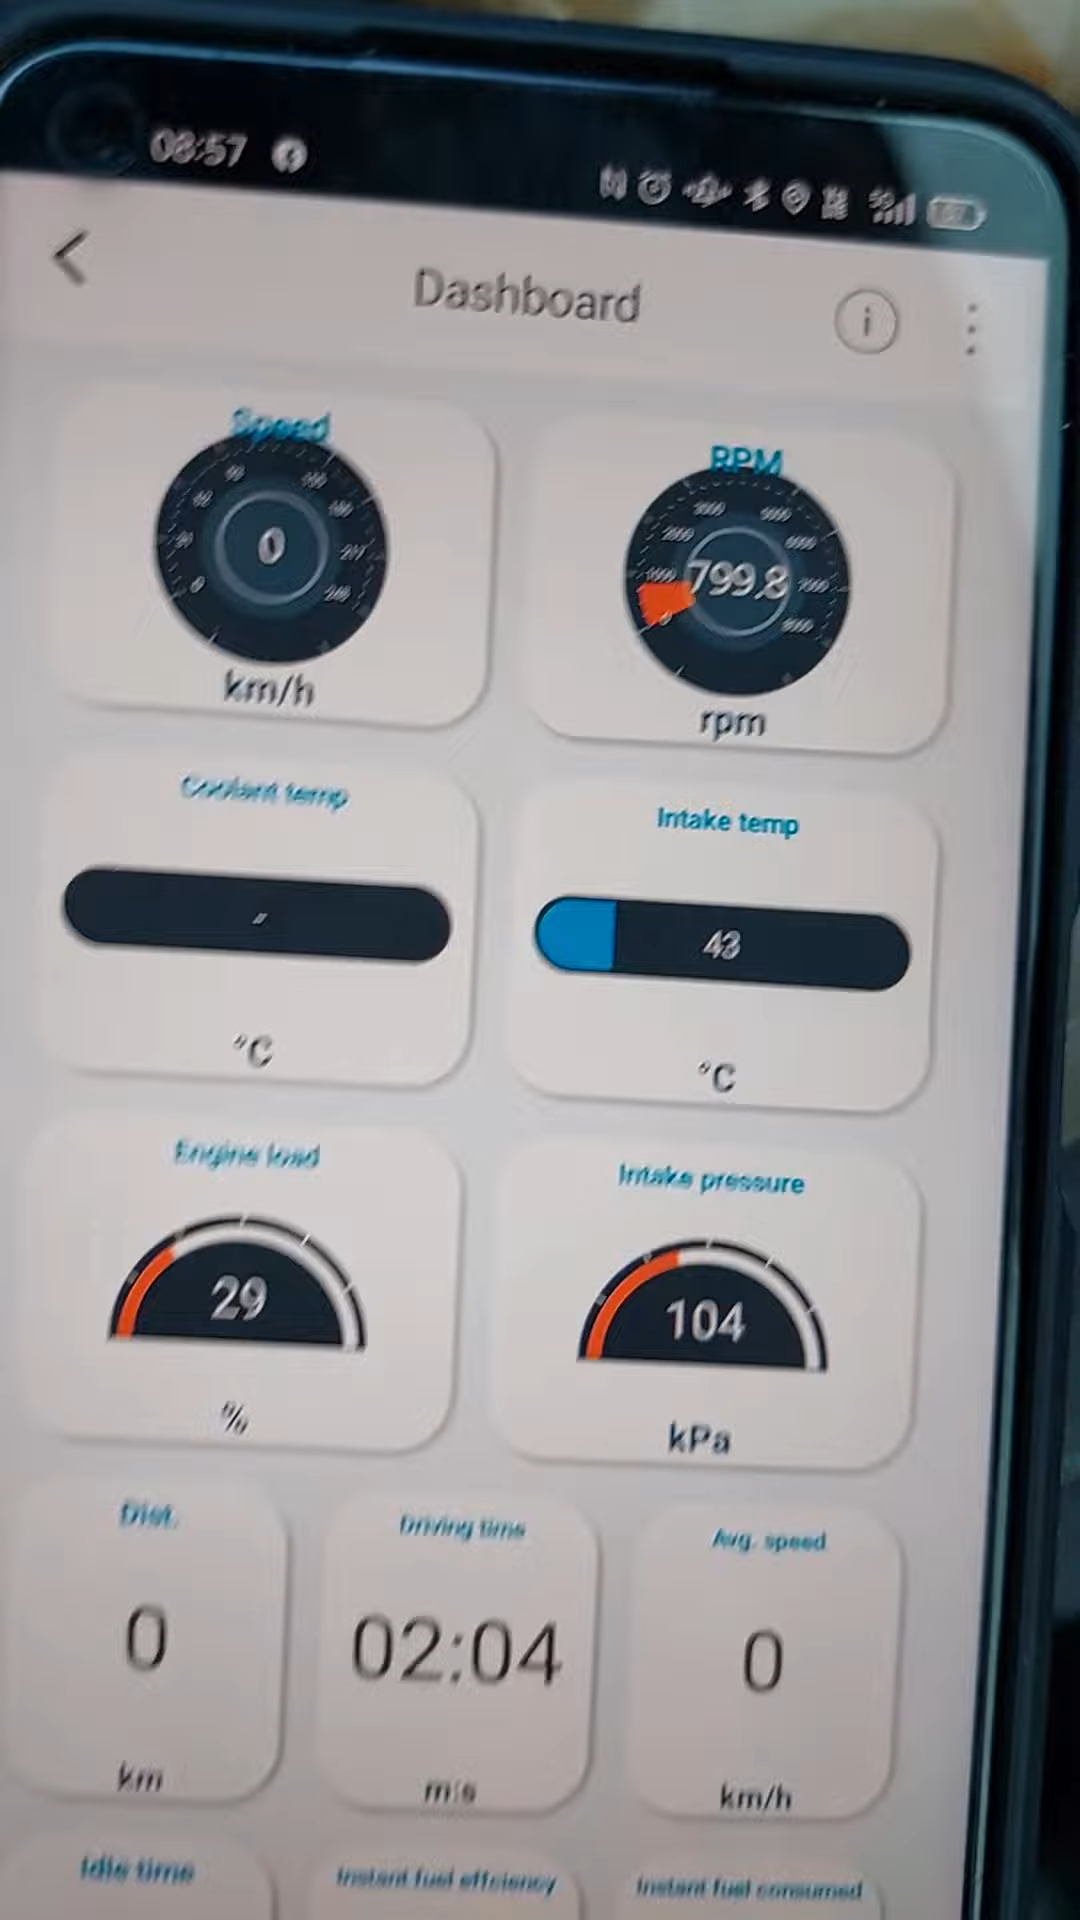 08:57
Dashboard
Speed
0
km/h
RPM
799.8
rpm
Coolant temp
°C
Intake temp
43
°C
Engine load
29
%
Intake pressure
104
kPa
Dist.
0
km
Driving time
02:04
m:s
Avg. speed
0
km/h
Idle time
Instant fuel efficiency
Instant fuel consumed